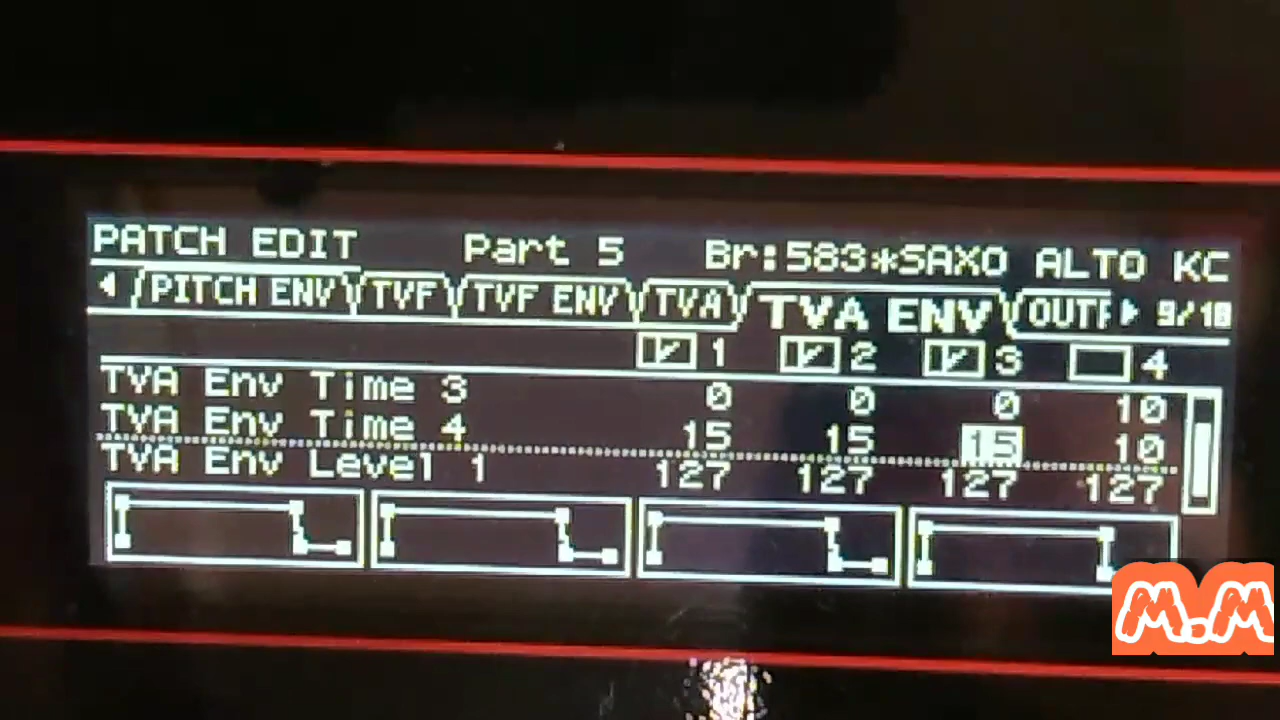 PATCH EDIT Part 5 Br:583*SAXO ALTO KC
PITCH ENV TVF TVF ENV TVA TVA ENV OUTP 9/10
1 2 3 4
TVA Env Time 3 0 0 0 10
TVA Env Time 4 15 15 15 10
TVA Env Level 1 127 127 127 127
M.M